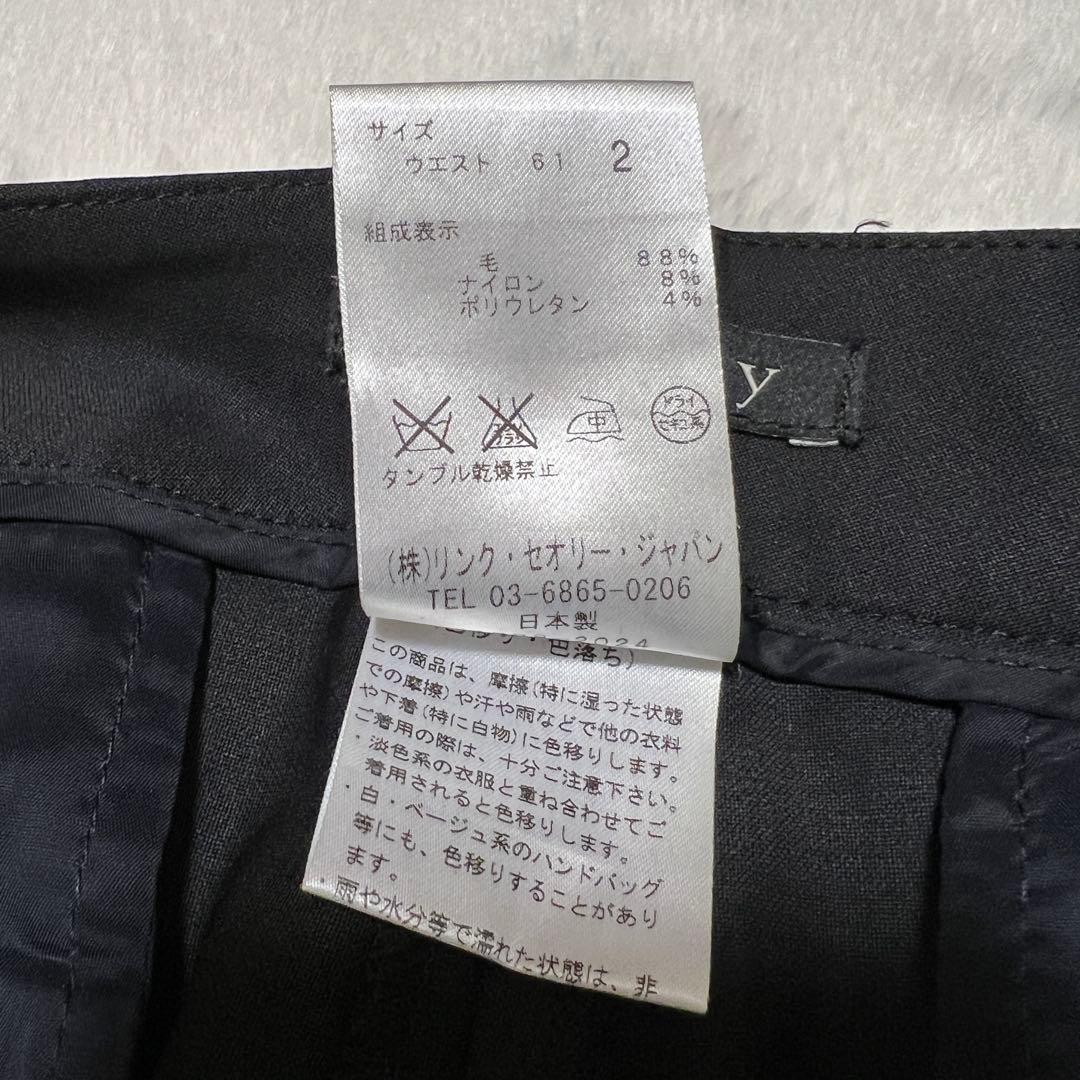 サイズ
ウエスト 61 2
組成表示
毛 88%
ナイロン 8%
ポリウレタン 4%
y
中
ドライ
セキユ系
タンブル乾燥禁止
(株)リンク・セオリー・ジャパン
TEL 03-6865-0206
日本製
色落ち)
この商品は、摩擦(特に湿った状態
での摩擦)や汗や雨などで他の衣料
や下着(特に白物)に色移りします。
ご着用の際は、十分ご注意下さい。
・淡色系の衣服と重ね合わせてご
着用されると色移りします。
・白・ベージュ系のハンドバッグ
等にも、色移りすることがあり
ます。
・雨や水分等で濡れた状態は、非